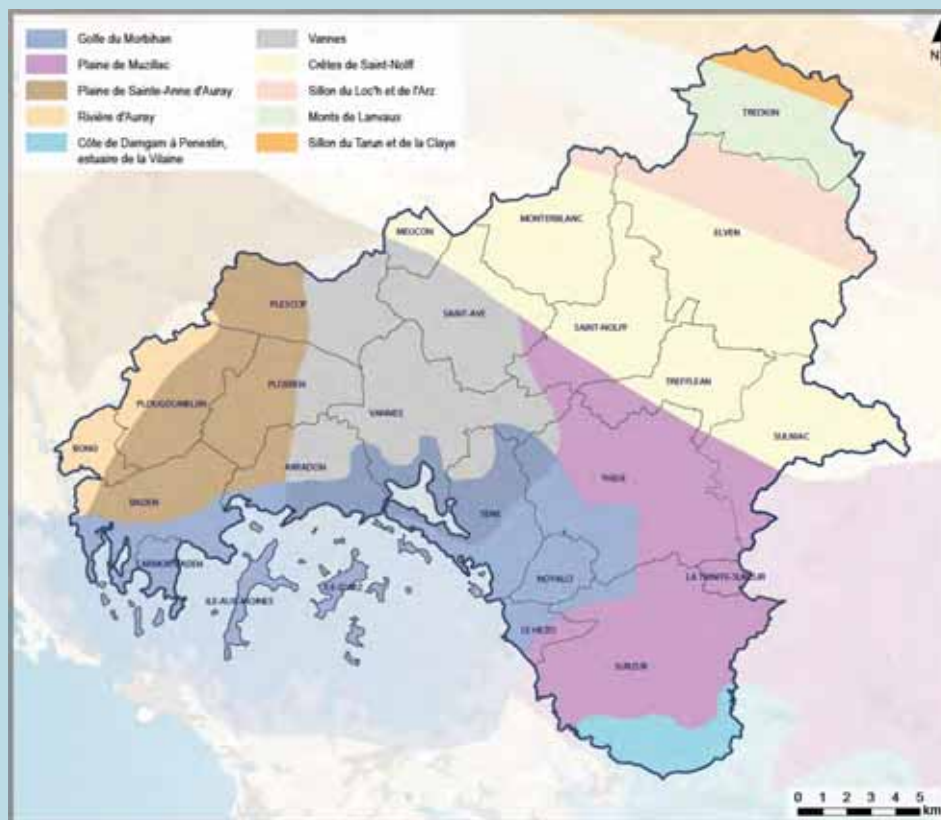 Golfe du Morbihan
Plaine de Muzillac
Plaine de Sainte-Anne d'Auray
Rivière d'Auray
Côte de Damgam à Penestin,
estuaire de la Vilaine
Vannes
Crêtes de Saint-Nolff
Sillon du Loc'h et de l'Arz
Monts de Lanvaux
Sillon du Tarun et de la Claye
N
TREDION
MONTERBLANC
MEUCON
ELVEN
PLESCOP
SAINT-AVE
SAINT-NOLFF
TREFFLEAN
PLOEREN
PLOUGOUMELEN
VANNES
SULNIAC
BONO
ARRADON
THEIX
BADEN
SENE
LARMOR-BADEN
NOYALO
LA TRINITE-SURZUR
ILE-AUX-MOINES
ILE-D'ARZ
LE HEZO
SURZUR
0 1 2 3 4 5
km